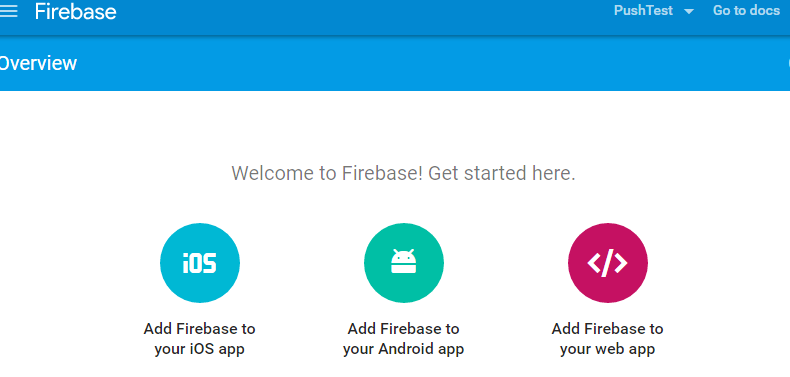 Firebase
PushTest
Go to docs
Overview
Welcome to Firebase! Get started here.
iOS
</>
Add Firebase to
your iOS app
Add Firebase to
your Android app
Add Firebase to
your web app